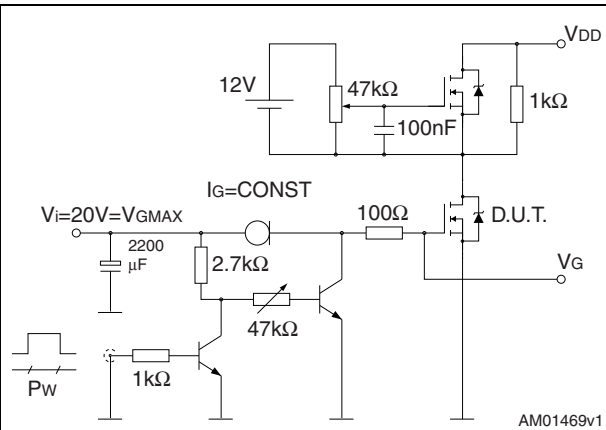 VDD
12V
47kΩ
1kΩ
100nF
IG=CONST
Vi=20V=VGMAX
100Ω
D.U.T.
2200
μF
2.7kΩ
VG
47kΩ
1kΩ
PW
AM01469v1